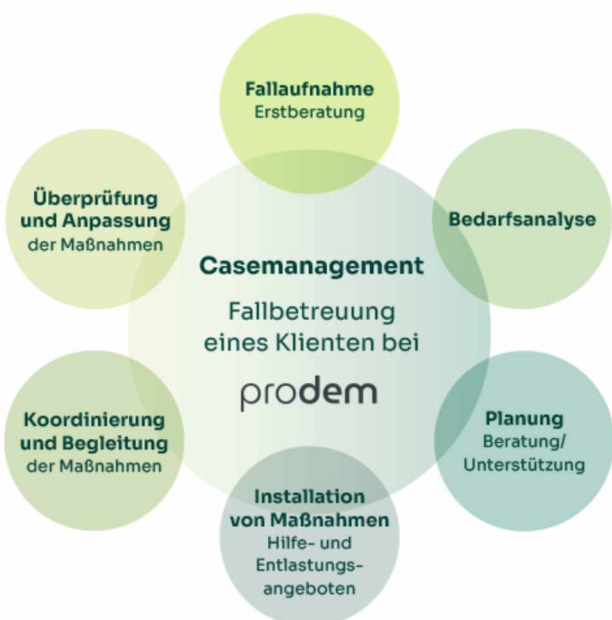 Fallaufnahme
Erstberatung
Bedarfsanalyse
Planung
Beratung/
Unterstützung
Installation
von Maßnahmen
Hilfe- und
Entlastungs-
angeboten
Koordinierung
und Begleitung
der Maßnahmen
Überprüfung
und Anpassung
der Maßnahmen
Casemanagement
Fallbetreuung
eines Klienten bei
prodem